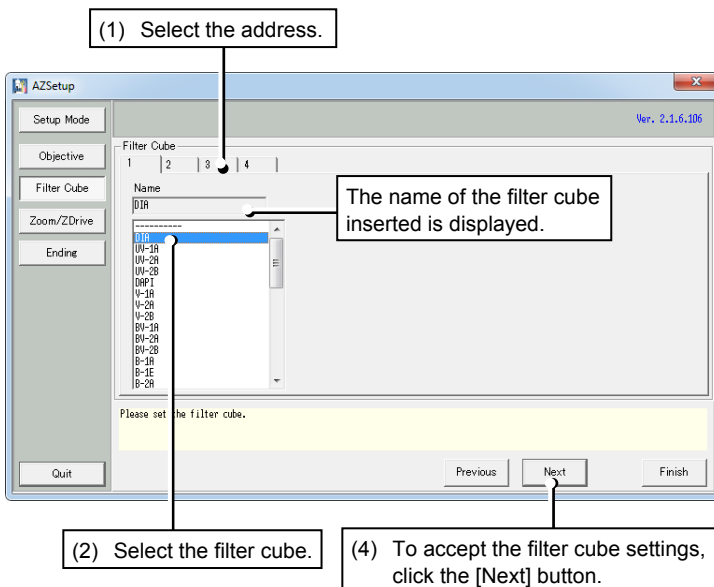 (1) Select the address.
AZSetup
x
Setup Mode
Ver. 2.1.6.106
Objective
Filter Cube
1 2 3 4
Filter Cube
Name
DIA
The name of the filter cube
inserted is displayed.
Zoom/ZDrive
Ending
----------
DIA
UV-1A
UV-2A
UV-2B
DAPI
V-1A
V-2A
V-2B
BV-1A
BV-2A
BV-2B
B-1A
B-1E
B-2A
Please set the filter cube.
Quit
Previous
Next
Finish
(2) Select the filter cube.
(4) To accept the filter cube settings,
click the [Next] button.